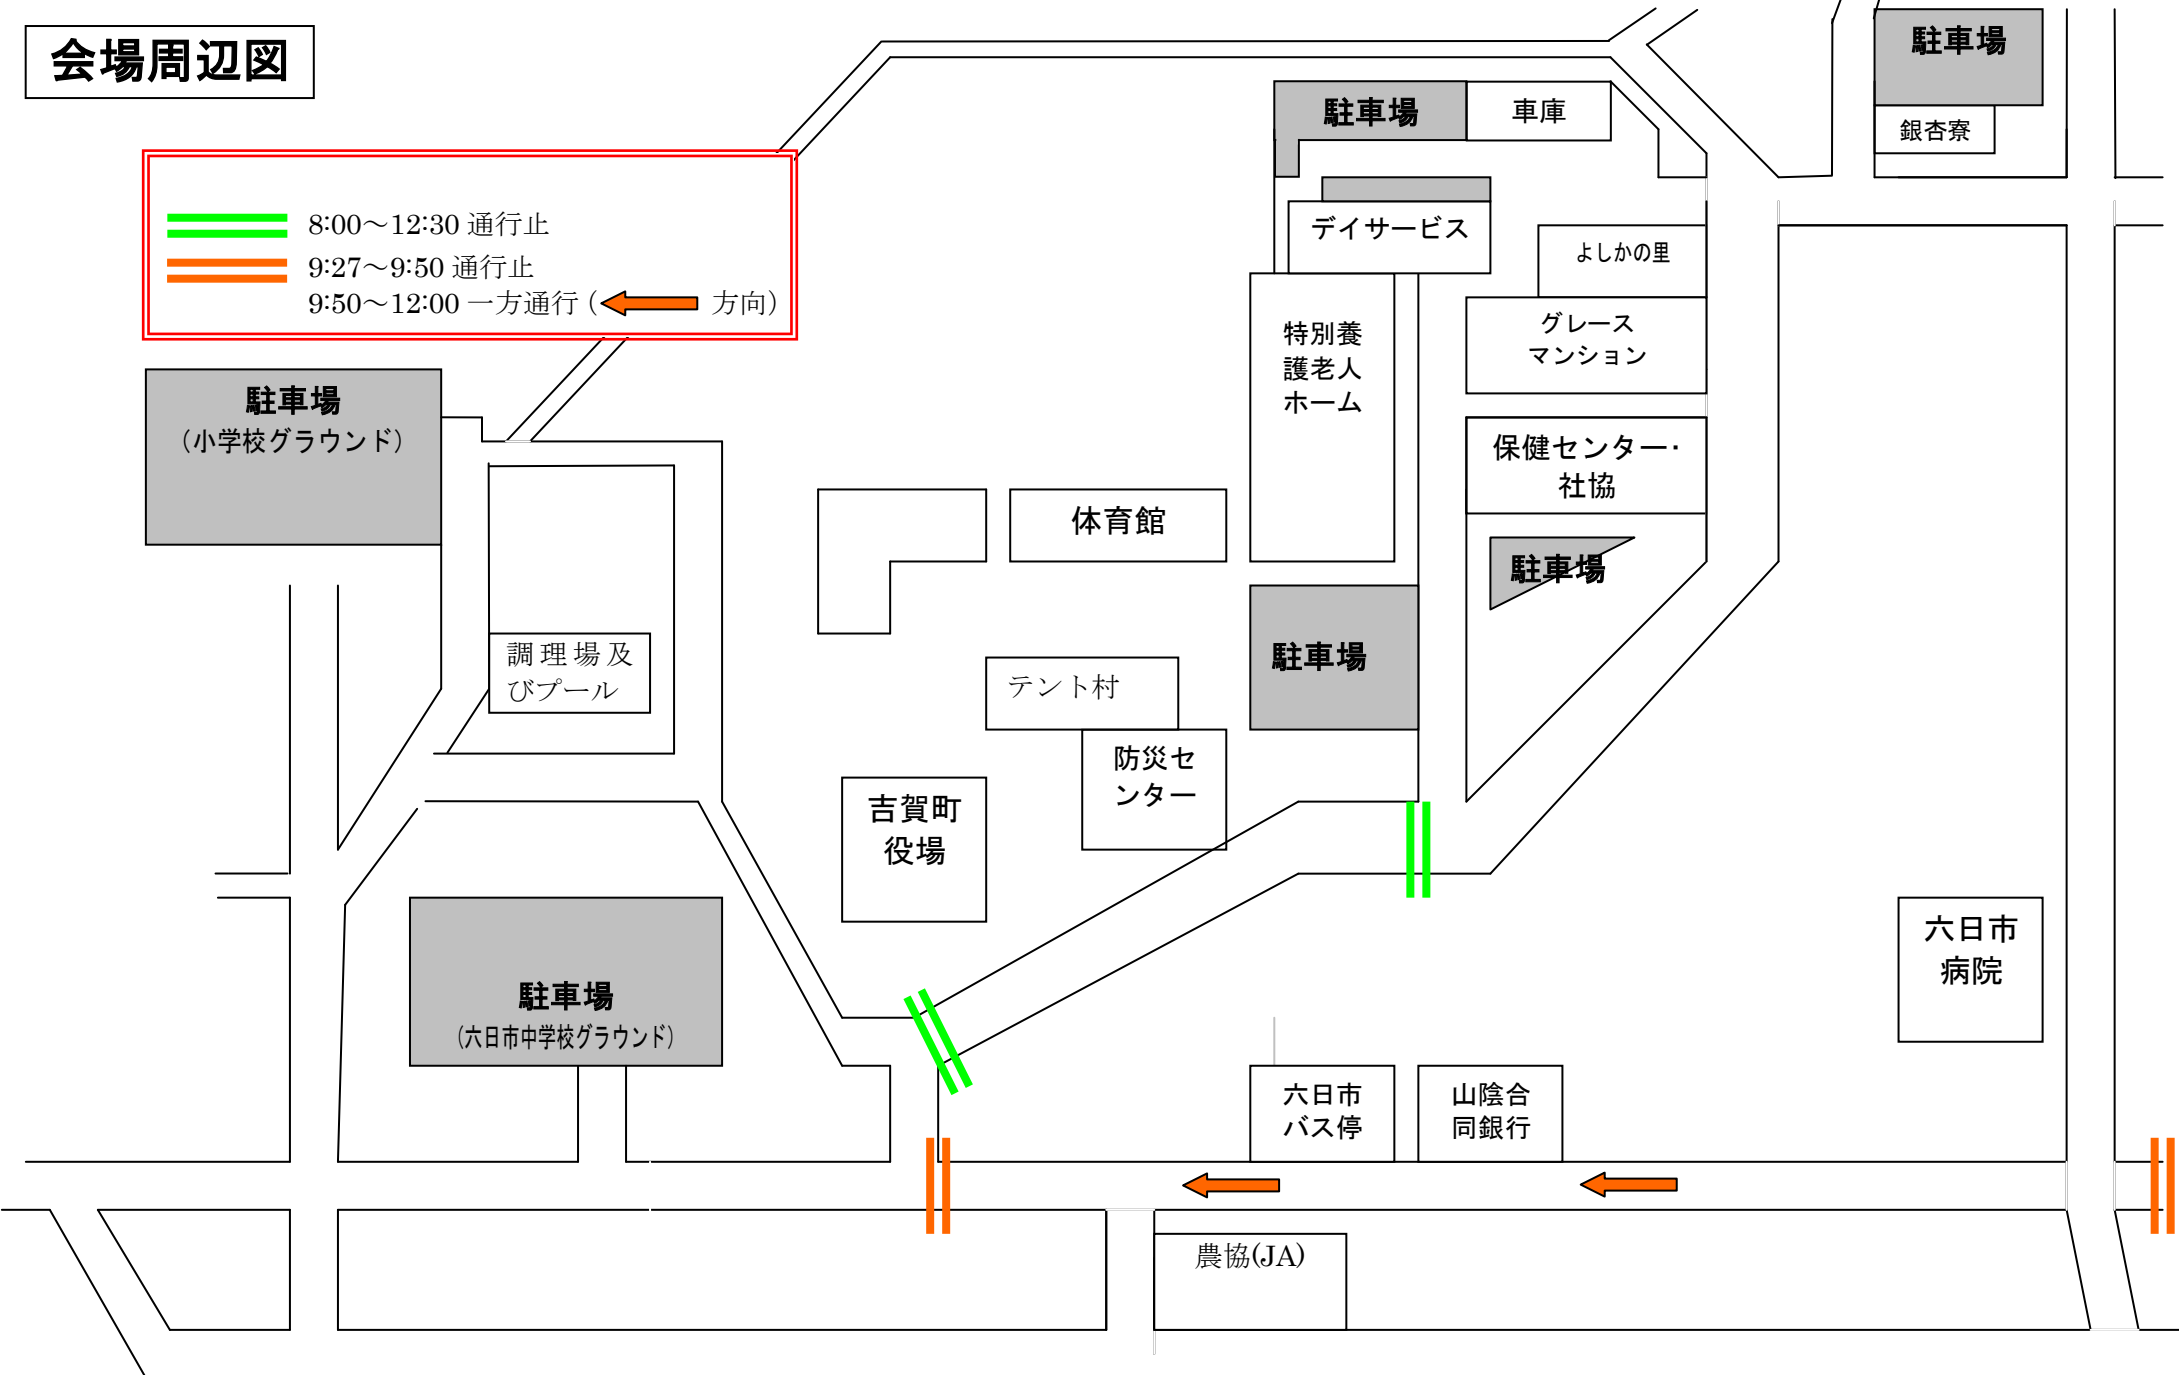 会場周辺図
駐車場
銀杏寮
駐車場
車庫
8:00～12:30 通行止
9:27～9:50 通行止
9:50～12:00 一方通行 ( 方向)
デイサービス
よしかの里
グレース
マンション
特別養
護老人
ホーム
駐車場
(小学校グラウンド)
保健センター・
社協
体育館
駐車場
調理場及
びプール
テント村
駐車場
防災セ
ンター
吉賀町
役場
六日市
病院
駐車場
(六日市中学校グラウンド)
六日市
バス停
山陰合
同銀行
農協(JA)